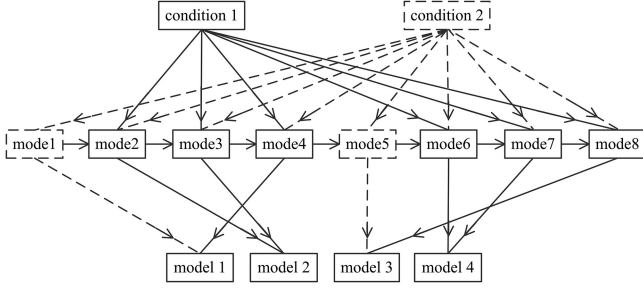 condition 1
condition 2
mode1
mode2
mode3
mode4
mode5
mode6
mode7
mode8
model 1
model 2
model 3
model 4